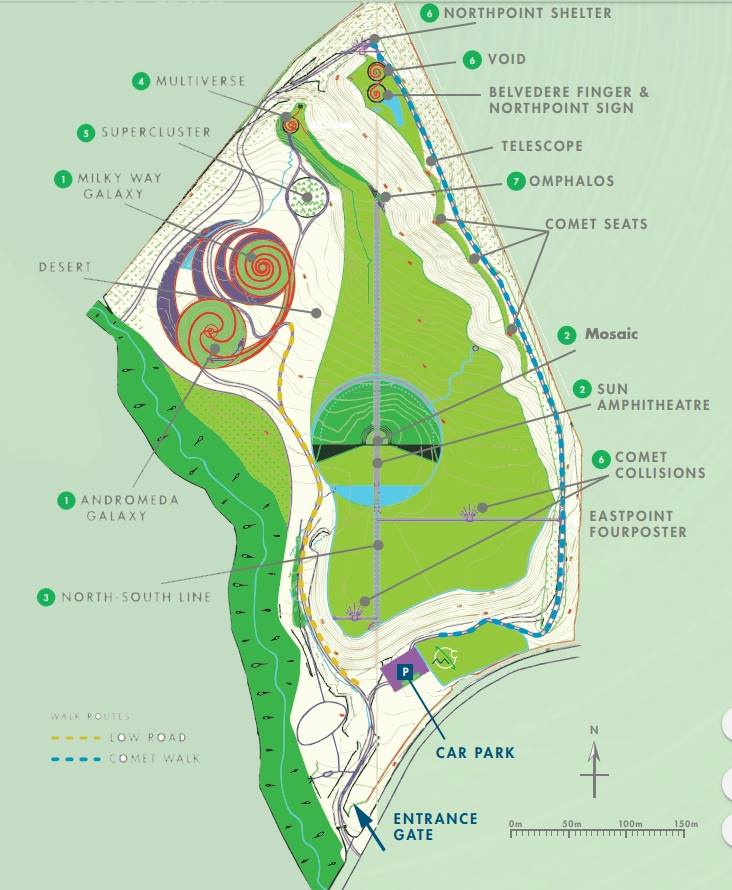 6 NORTHPOINT SHELTER
6 VOID
4 MULTIVERSE
BELVEDERE FINGER &
NORTHPOINT SIGN
5 SUPERCLUSTER
TELESCOPE
1 MILKY WAY
GALAXY
7 OMPHALOS
COMET SEATS
DESERT
2 Mosaic
2 SUN
AMPHITHEATRE
6 COMET
COLLISIONS
1 ANDROMEDA
GALAXY
EASTPOINT
FOURPOSTER
3 NORTH-SOUTH LINE
P
WALK ROUTES
LOW ROAD
COMET WALK
CAR PARK
N
ENTRANCE
GATE
0m 50m 100m 150m